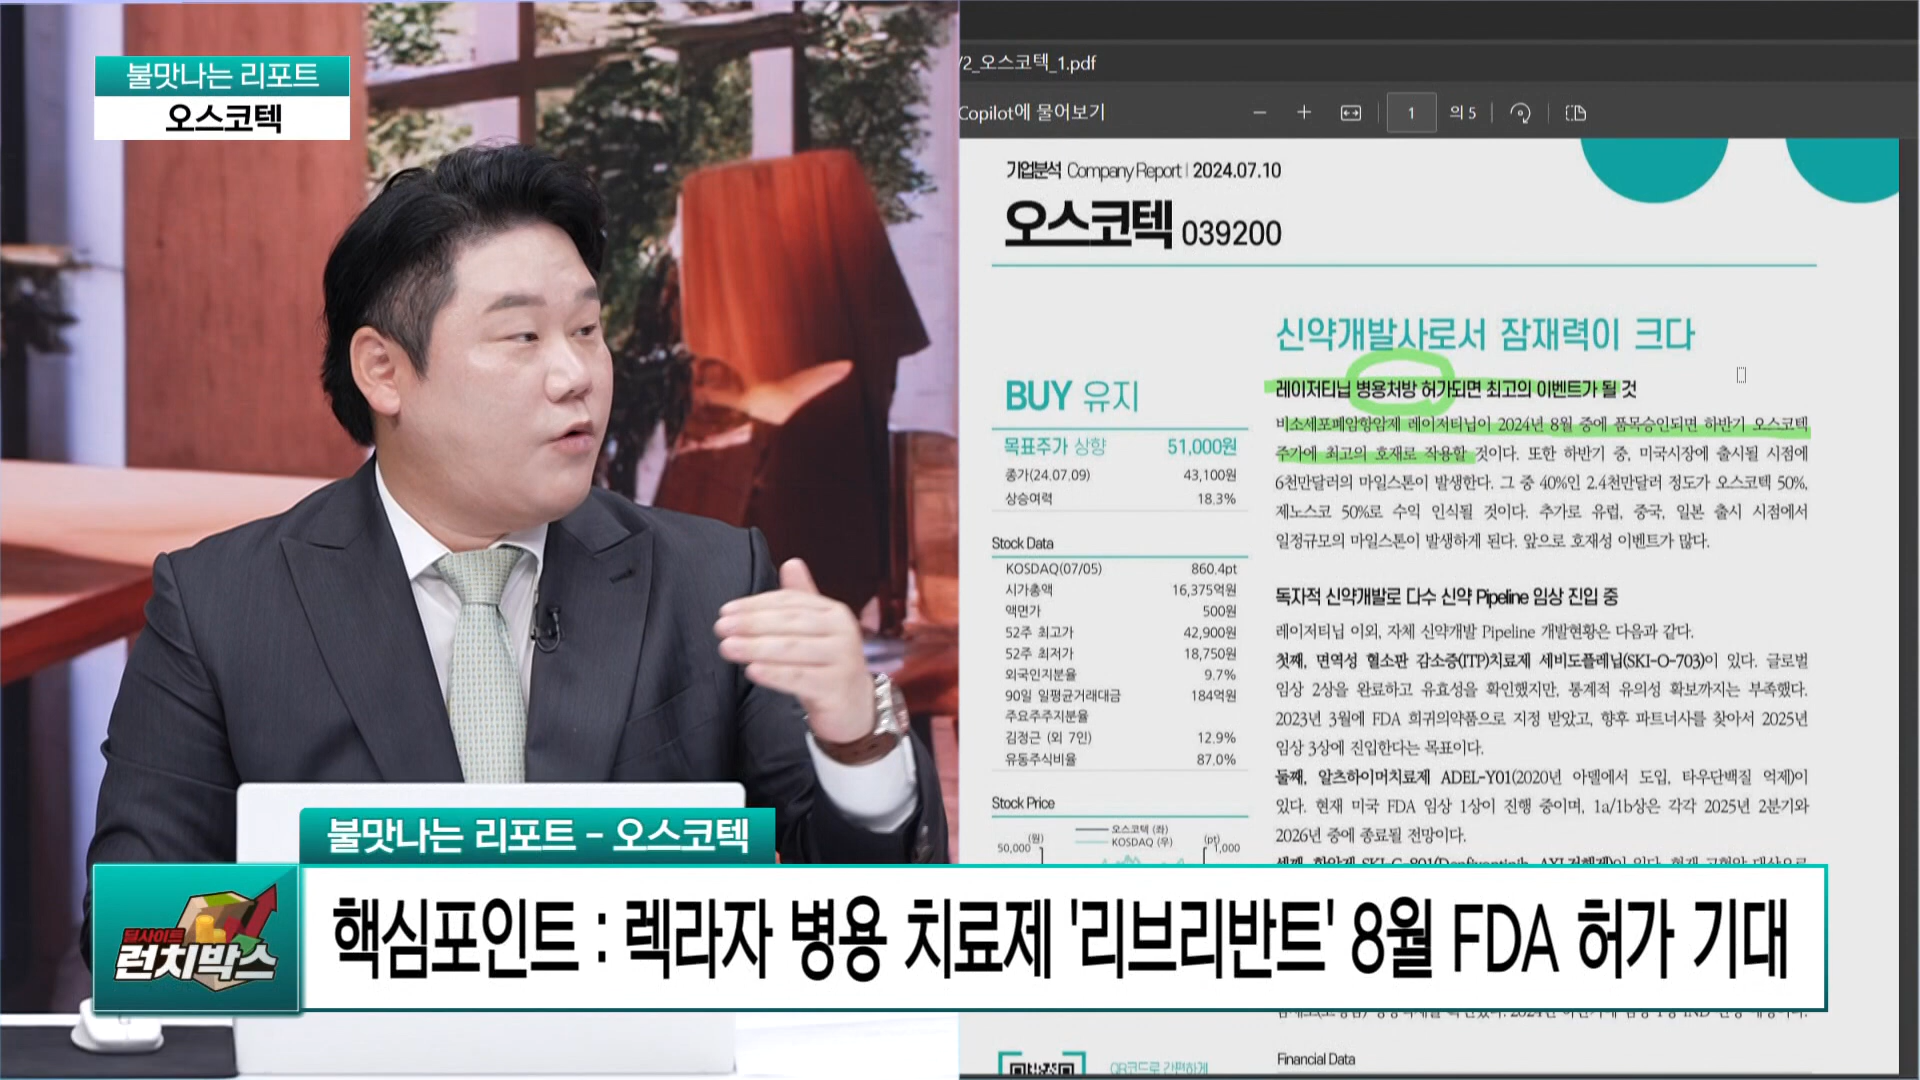 불맛나는 리포트
오스코텍
/2_오스코텍_1.pdf
Copilot에 물어보기
1 의 5
기업분석 Company Report | 2024.07.10
오스코텍 039200
신약개발사로서 잠재력이 크다
BUY 유지
목표주가 상향 51,000원
종가(24.07.09) 43,100원
상승여력 18.3%
Stock Data
KOSDAQ(07/05) 860.4pt
시가총액 16,375억원
액면가 500원
52주 최고가 42,900원
52주 최저가 18,750원
외국인지분율 9.7%
90일 일평균거래대금 184억원
주요주주지분율
김정근 (외 7인) 12.9%
유동주식비율 87.0%
Stock Price
(원) 오스코텍 (좌) (pt)
50,000 KOSDAQ (우) 1,000
레이저티닙 병용처방 허가되면 최고의 이벤트가 될 것
비소세포폐암항암제 레이저티닙이 2024년 8월 중에 품목승인되면 하반기 오스코텍
주가에 최고의 호재로 작용할 것이다. 또한 하반기 중, 미국시장에 출시될 시점에
6천만달러의 마일스톤이 발생한다. 그 중 40%인 2.4천만달러 정도가 오스코텍 50%,
제노스코 50%로 수익 인식될 것이다. 추가로 유럽, 중국, 일본 출시 시점에서
일정규모의 마일스톤이 발생하게 된다. 앞으로 호재성 이벤트가 많다.
독자적 신약개발로 다수 신약 Pipeline 임상 진입 중
레이저티닙 이외, 자체 신약개발 Pipeline 개발현황은 다음과 같다.
첫째, 면역성 혈소판 감소증(ITP)치료제 세비도플레닙(SKI-O-703)이 있다. 글로벌
임상 2상을 완료하고 유효성을 확인했지만, 통계적 유의성 확보까지는 부족했다.
2023년 3월에 FDA 희귀의약품으로 지정 받았고, 향후 파트너사를 찾아서 2025년
임상 3상에 진입한다는 목표이다.
둘째, 알츠하이머치료제 ADEL-Y01(2020년 아델에서 도입, 타우단백질 억제)이
있다. 현재 미국 FDA 임상 1상이 진행 중이며, 1a/1b상은 각각 2025년 2분기와
2026년 중에 종료될 전망이다.
불맛나는 리포트 - 오스코텍
딜사이트
런치박스
핵심포인트 : 렉라자 병용 치료제 '리브리반트' 8월 FDA 허가 기대
QR코드로 간편하게
Financial Data